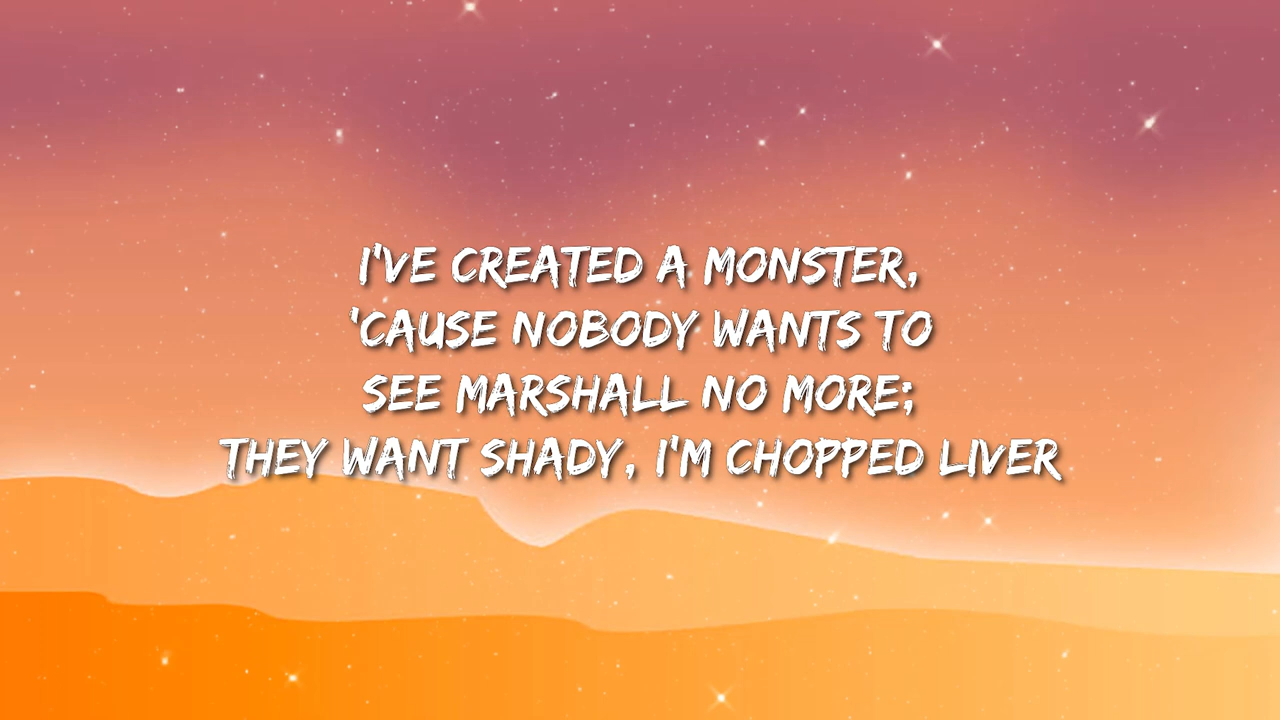 I'VE CREATED A MONSTER,
'CAUSE NOBODY WANTS TO
SEE MARSHALL NO MORE;
THEY WANT SHADY, I'M CHOPPED LIVER